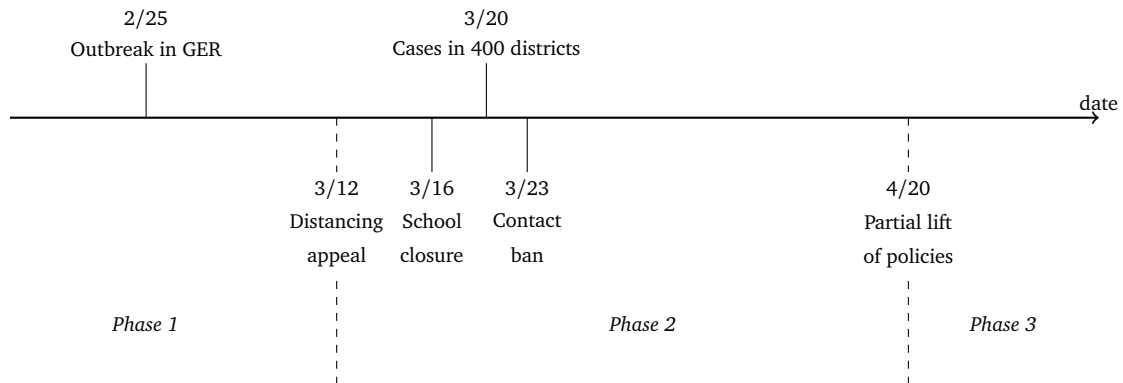 2/25
Outbreak in GER
3/20
Cases in 400 districts
date
3/12
Distancing
appeal
3/16
School
closure
3/23
Contact
ban
4/20
Partial lift
of policies
Phase 1
Phase 2
Phase 3